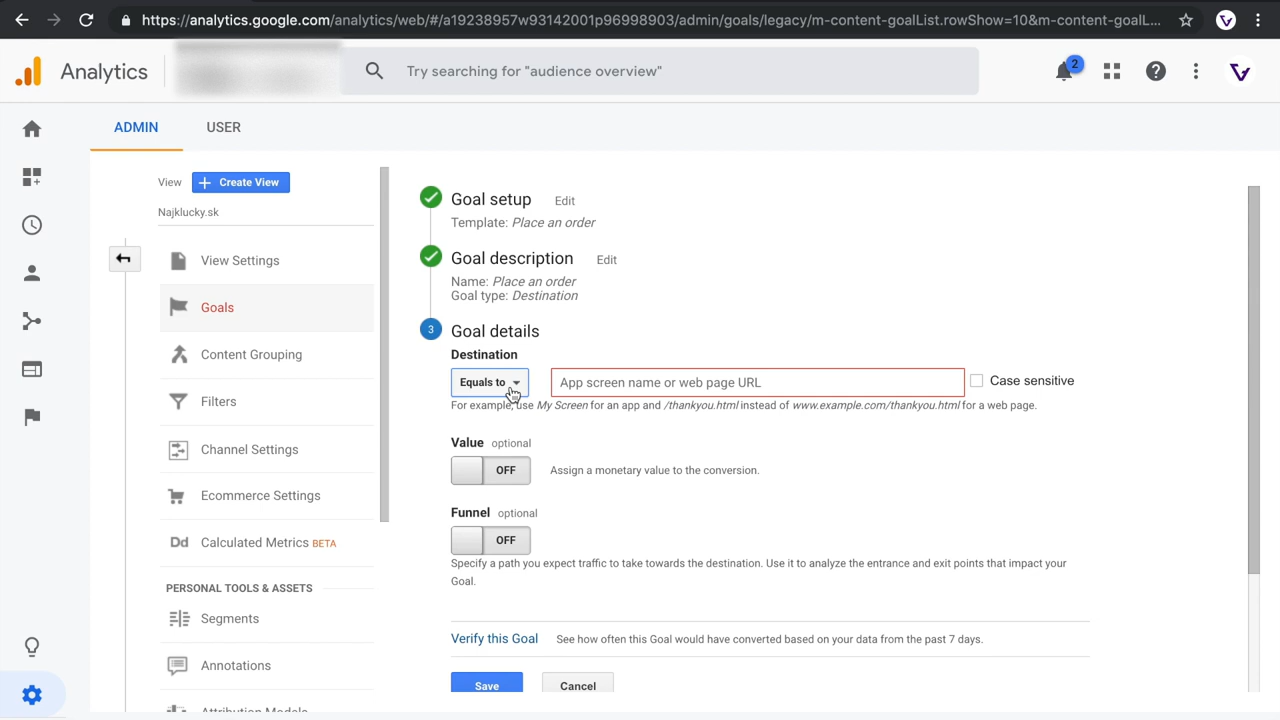 https://analytics.google.com/analytics/web/#/a19238957w93142001p96998903/admin/goals/legacy/m-content-goalList.rowShow=10&m-content-goalL...
Analytics
Try searching for "audience overview"
2
ADMIN
USER
View
Create View
Najklucky.sk
View Settings
Goals
Content Grouping
Filters
Channel Settings
Ecommerce Settings
Dd Calculated Metrics BETA
PERSONAL TOOLS & ASSETS
Segments
Annotations
Attribution Models
Goal setup Edit
Template: Place an order
Goal description Edit
Name: Place an order
Goal type: Destination
3 Goal details
Destination
Equals to
App screen name or web page URL
Case sensitive
For example, use My Screen for an app and /thankyou.html instead of www.example.com/thankyou.html for a web page.
Value optional
OFF
Assign a monetary value to the conversion.
Funnel optional
OFF
Specify a path you expect traffic to take towards the destination. Use it to analyze the entrance and exit points that impact your
Goal.
Verify this Goal See how often this Goal would have converted based on your data from the past 7 days.
Save
Cancel